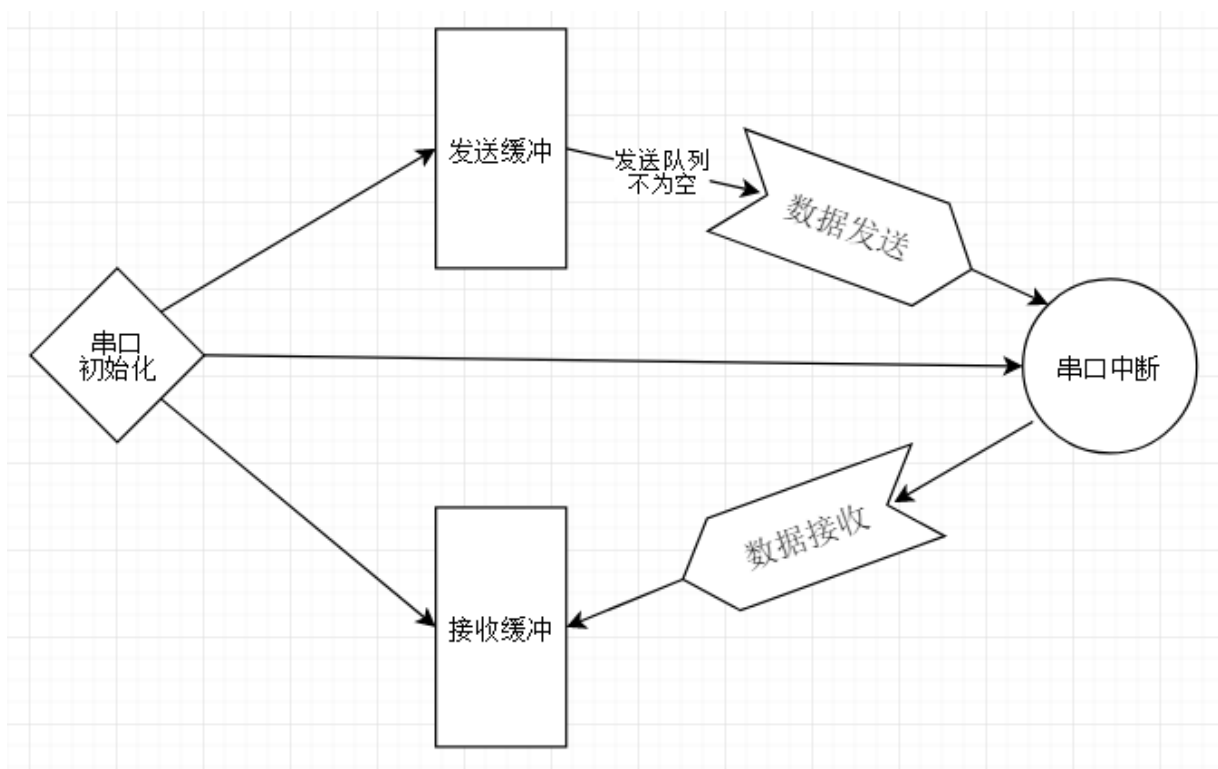 发送缓冲
发送队列
不为空
数据发送
串口
初始化
串口中断
数据接收
接收缓冲